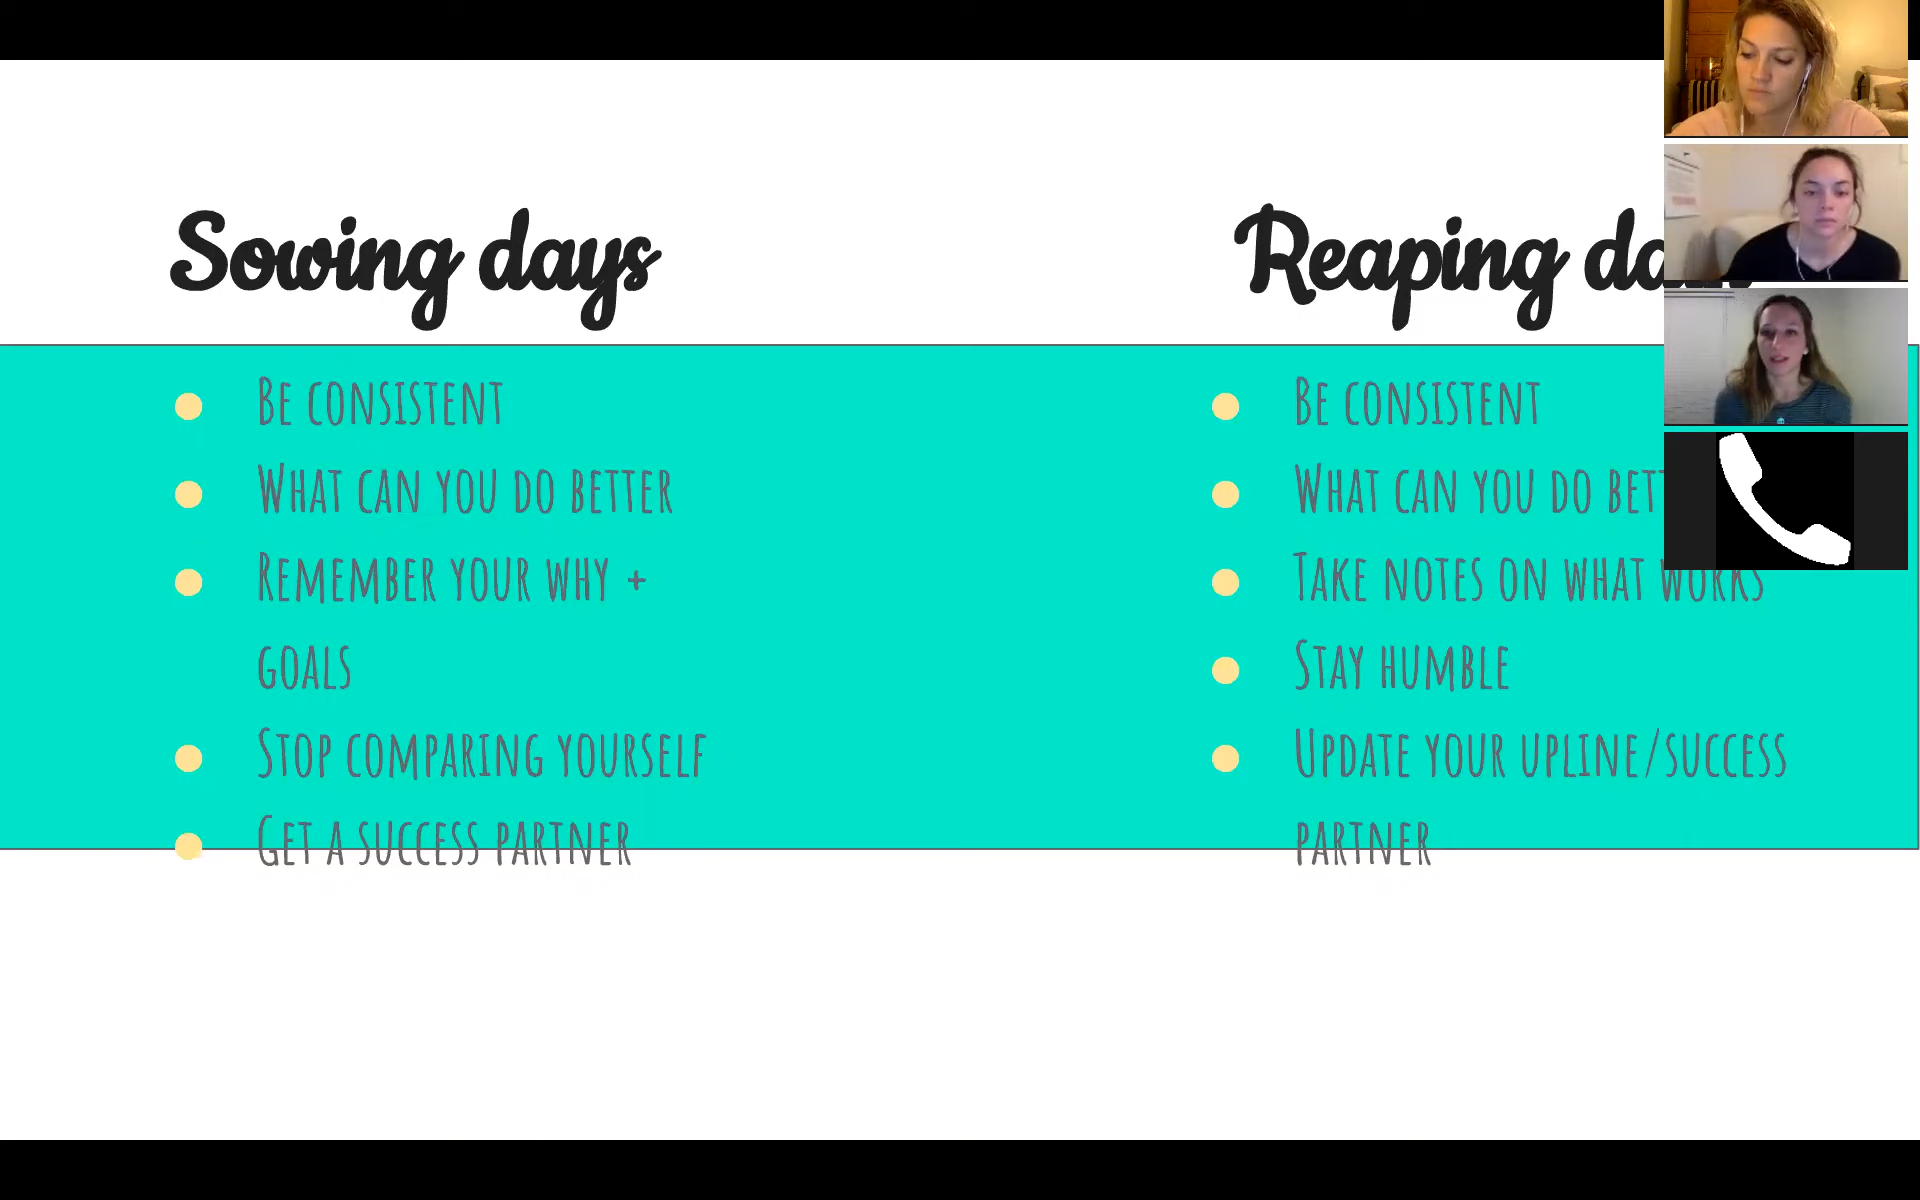 Sowing days
Be consistent
What can you do better
Remember your why +
goals
Stop comparing yourself
Get a success partner
Reaping
Be consistent
What can you do
Take notes on what works
Stay humble
Update your upline/success
partner